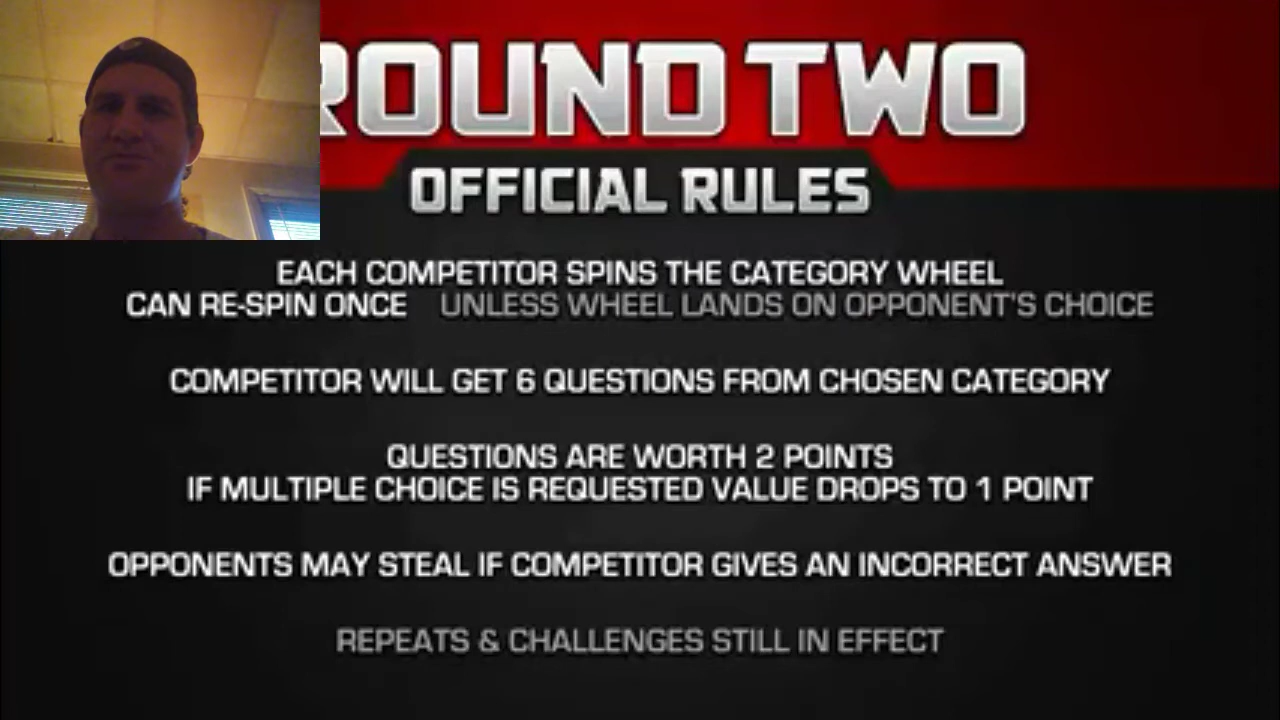 ROUND TWO
OFFICIAL RULES
EACH COMPETITOR SPINS THE CATEGORY WHEEL
CAN RE-SPIN ONCE UNLESS WHEEL LANDS ON OPPONENT'S CHOICE
COMPETITOR WILL GET 6 QUESTIONS FROM CHOSEN CATEGORY
QUESTIONS ARE WORTH 2 POINTS
IF MULTIPLE CHOICE IS REQUESTED VALUE DROPS TO 1 POINT
OPPONENTS MAY STEAL IF COMPETITOR GIVES AN INCORRECT ANSWER
REPEATS & CHALLENGES STILL IN EFFECT